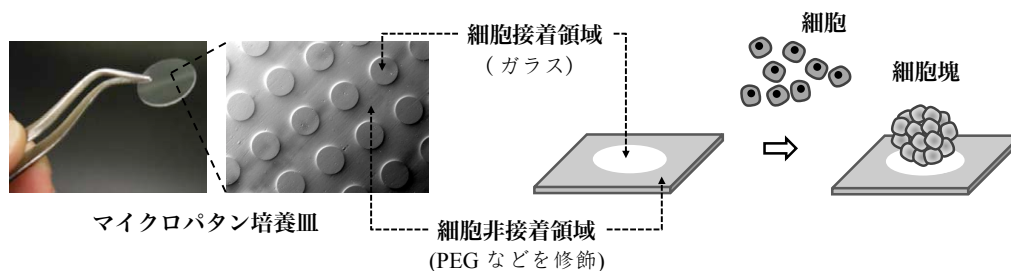 細胞接着領域
(ガラス)
細胞
細胞塊
マイクロパタン培養皿
細胞非接着領域
(PEG などを修飾)